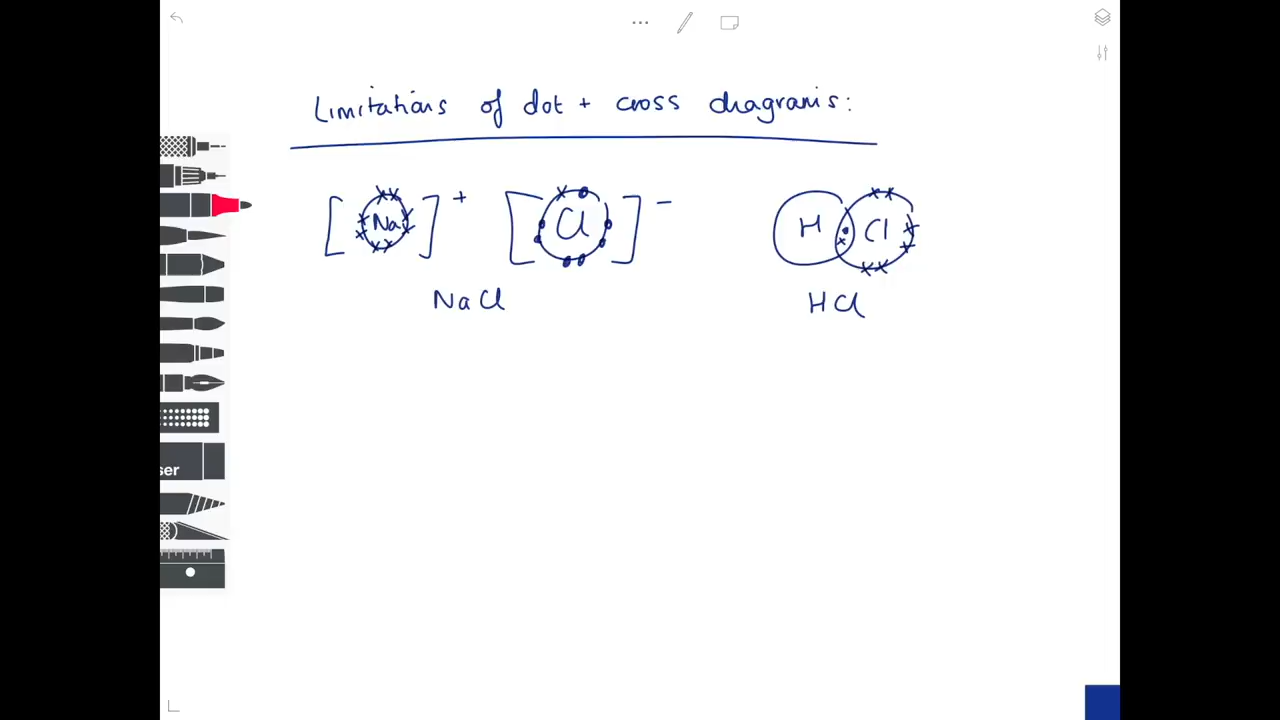 Limitations of dot + cross diagrams:
[Na]+ [Cl]− H Cl
NaCl HCl
ser